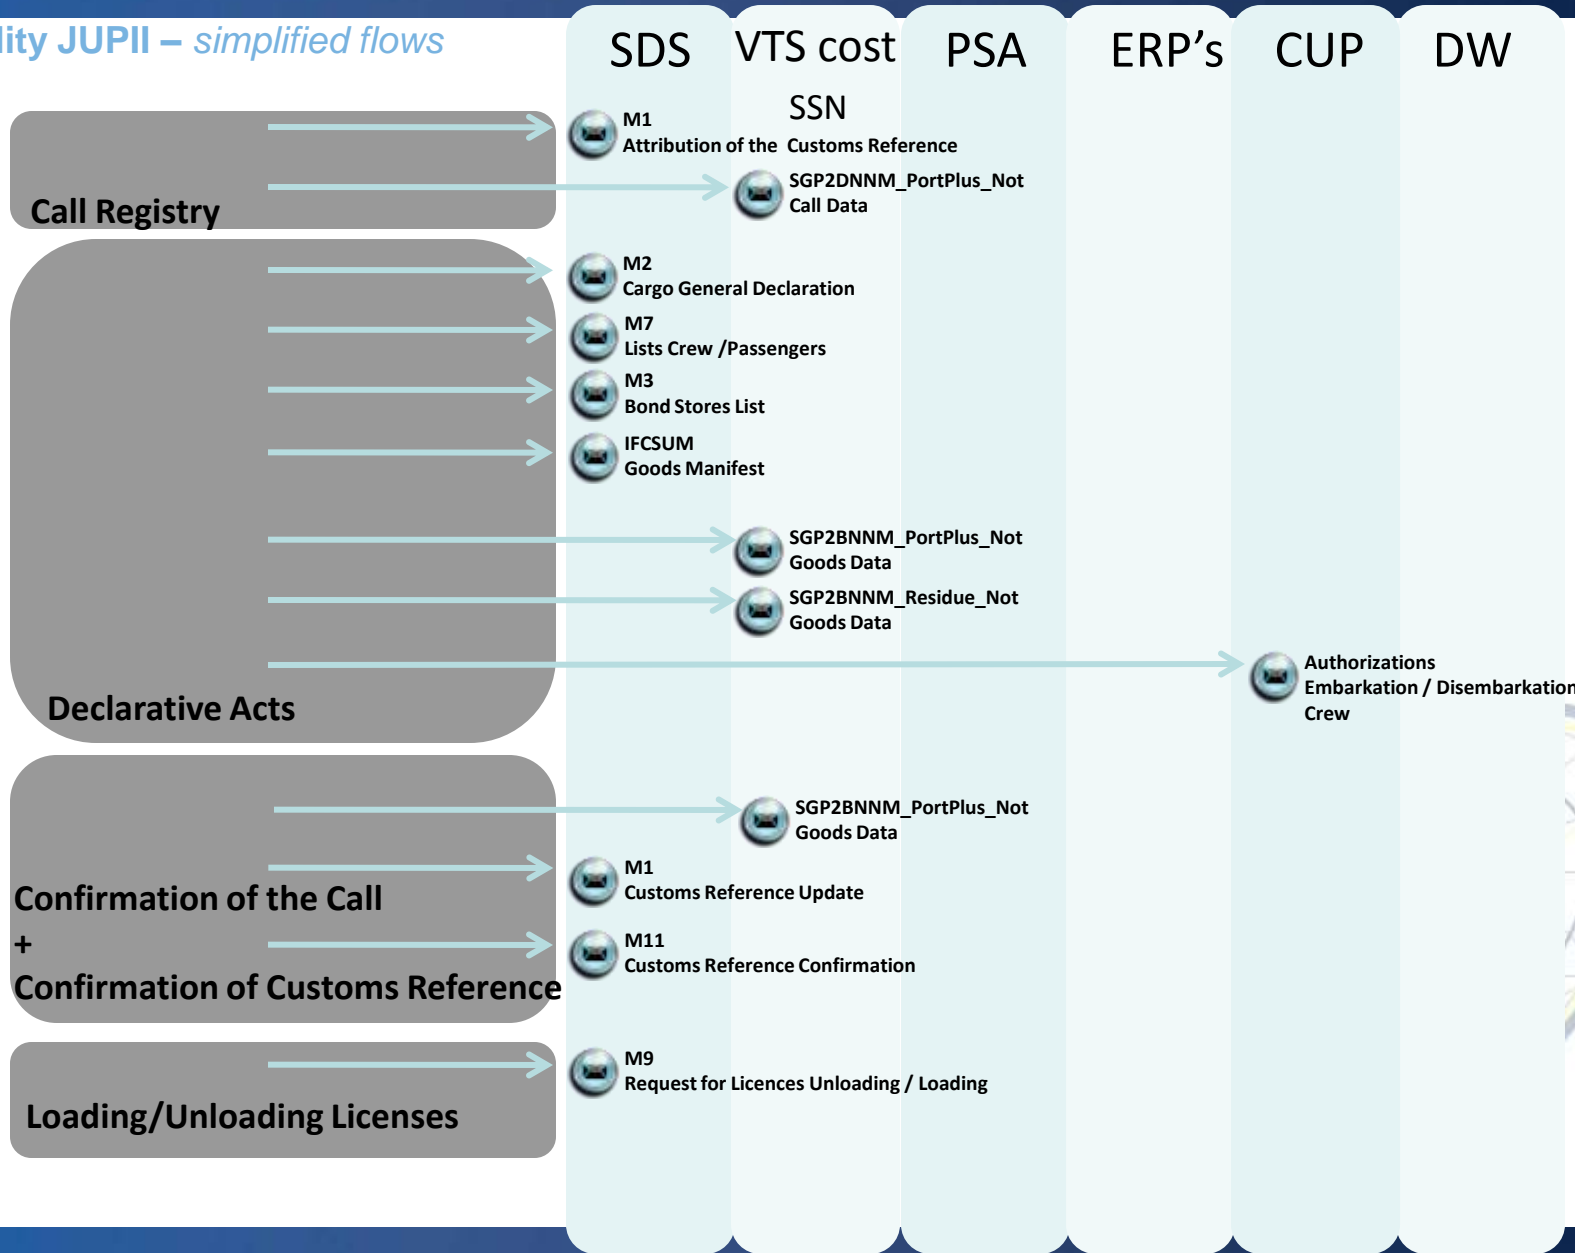 lity JUPII – simplified flows
SDS
VTS cost
SSN
PSA
ERP's
CUP
DW
Call Registry
M1
Attribution of the Customs Reference
SGP2DNNM_PortPlus_Not
Call Data
Declarative Acts
M2
Cargo General Declaration
M7
Lists Crew /Passengers
M3
Bond Stores List
IFCSUM
Goods Manifest
SGP2BNNM_PortPlus_Not
Goods Data
SGP2BNNM_Residue_Not
Goods Data
Authorizations
Embarkation / Disembarkation
Crew
Confirmation of the Call
+
Confirmation of Customs Reference
SGP2BNNM_PortPlus_Not
Goods Data
M1
Customs Reference Update
M11
Customs Reference Confirmation
Loading/Unloading Licenses
M9
Request for Licences Unloading / Loading